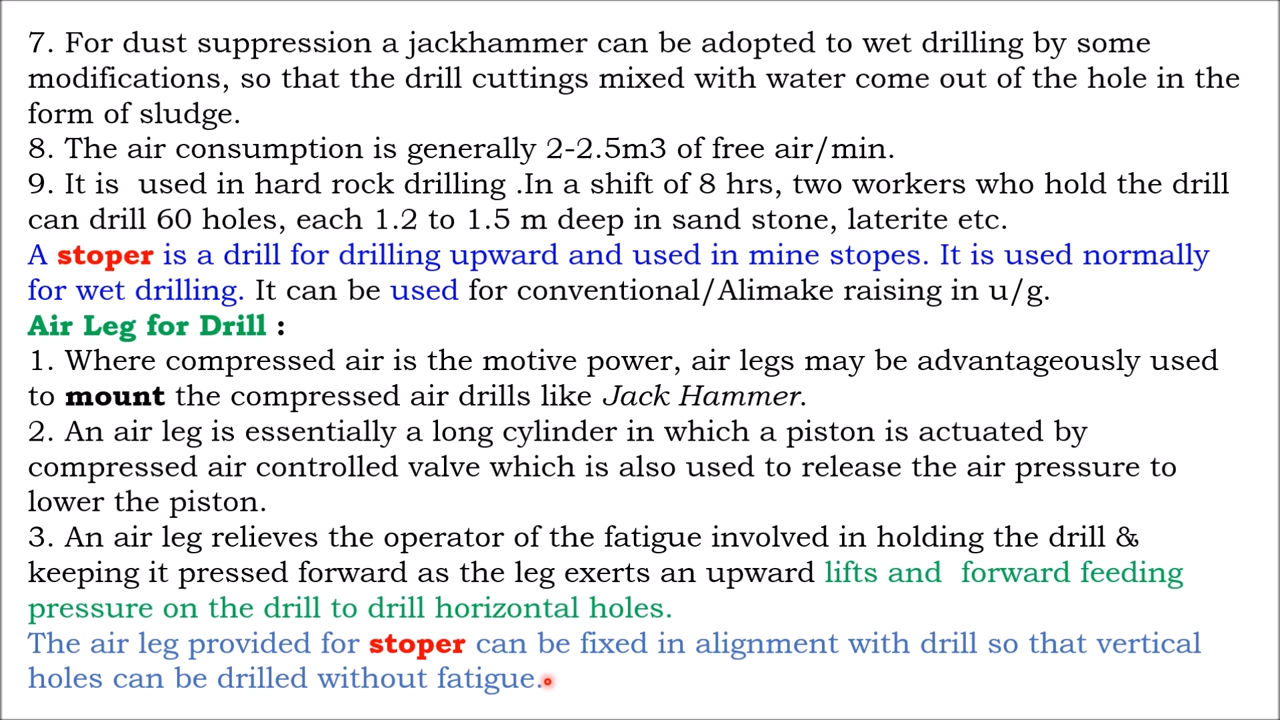 7. For dust suppression a jackhammer can be adopted to wet drilling by some
modifications, so that the drill cuttings mixed with water come out of the hole in the
form of sludge.
8. The air consumption is generally 2-2.5m3 of free air/min.
9. It is  used in hard rock drilling .In a shift of 8 hrs, two workers who hold the drill
can drill 60 holes, each 1.2 to 1.5 m deep in sand stone, laterite etc.
A stoper is a drill for drilling upward and used in mine stopes. It is used normally
for wet drilling. It can be used for conventional/Alimake raising in u/g.
Air Leg for Drill :
1. Where compressed air is the motive power, air legs may be advantageously used
to mount the compressed air drills like Jack Hammer.
2. An air leg is essentially a long cylinder in which a piston is actuated by
compressed air controlled valve which is also used to release the air pressure to
lower the piston.
3. An air leg relieves the operator of the fatigue involved in holding the drill &
keeping it pressed forward as the leg exerts an upward lifts and  forward feeding
pressure on the drill to drill horizontal holes.
The air leg provided for stoper can be fixed in alignment with drill so that vertical
holes can be drilled without fatigue.